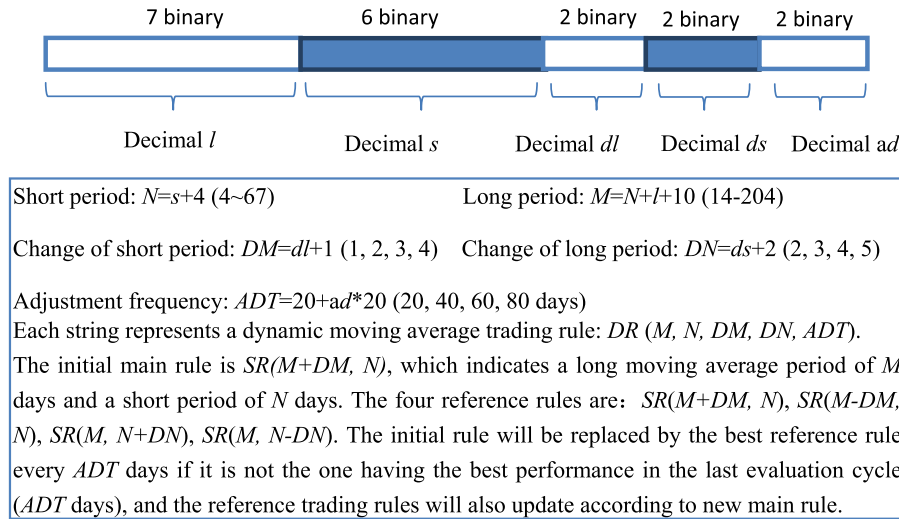 7 binary 6 binary 2 binary 2 binary 2 binary
Decimal l Decimal s Decimal dl Decimal ds Decimal ad
Short period: N=s+4 (4~67) Long period: M=N+l+10 (14-204)
Change of short period: DM=dl+1 (1, 2, 3, 4) Change of long period: DN=ds+2 (2, 3, 4, 5)
Adjustment frequency: ADT=20+ad*20 (20, 40, 60, 80 days)
Each string represents a dynamic moving average trading rule: DR (M, N, DM, DN, ADT).
The initial main rule is SR(M+DM, N), which indicates a long moving average period of M
days and a short period of N days. The four reference rules are: SR(M+DM, N), SR(M-DM,
N), SR(M, N+DN), SR(M, N-DN). The initial rule will be replaced by the best reference rule
every ADT days if it is not the one having the best performance in the last evaluation cycle
(ADT days), and the reference trading rules will also update according to new main rule.